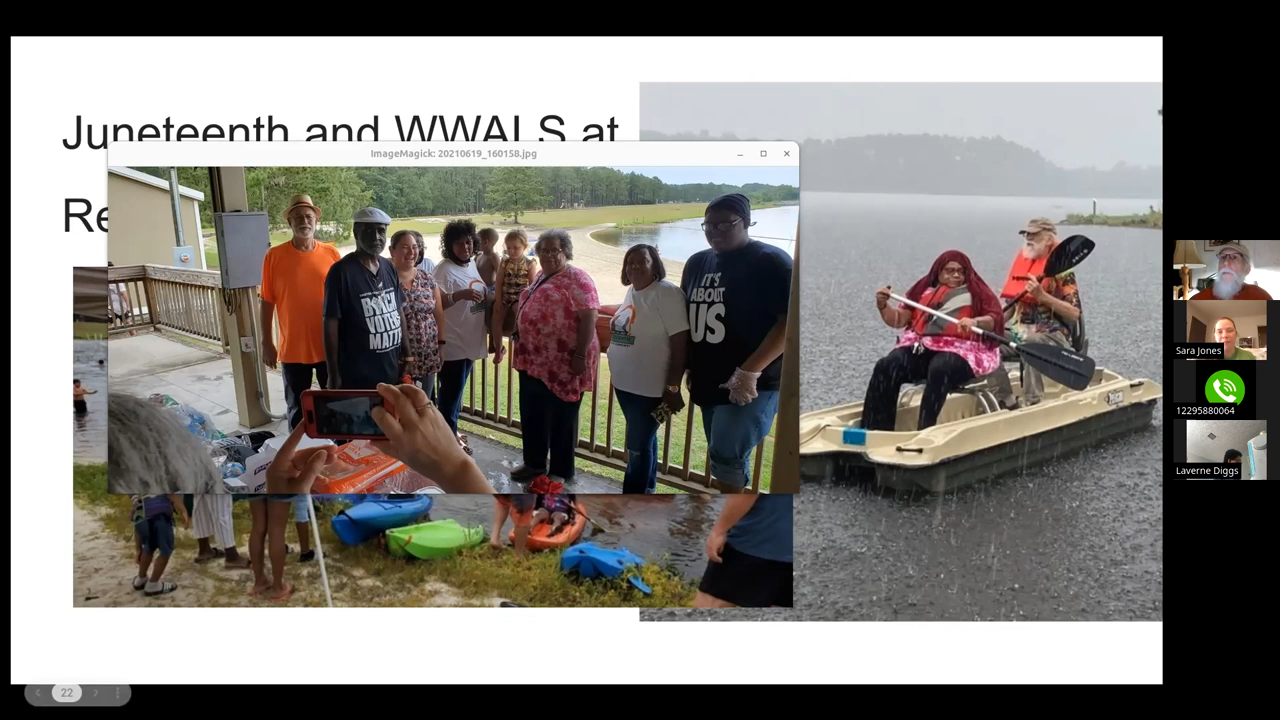 Juneteenth and WWALS at
Re
ImageMagick: 20210619_160158.jpg
BLACK
VOTERS
MATTER
IT'S
ABOUT
US
Sara Jones
12295880064
Laverne Diggs
22